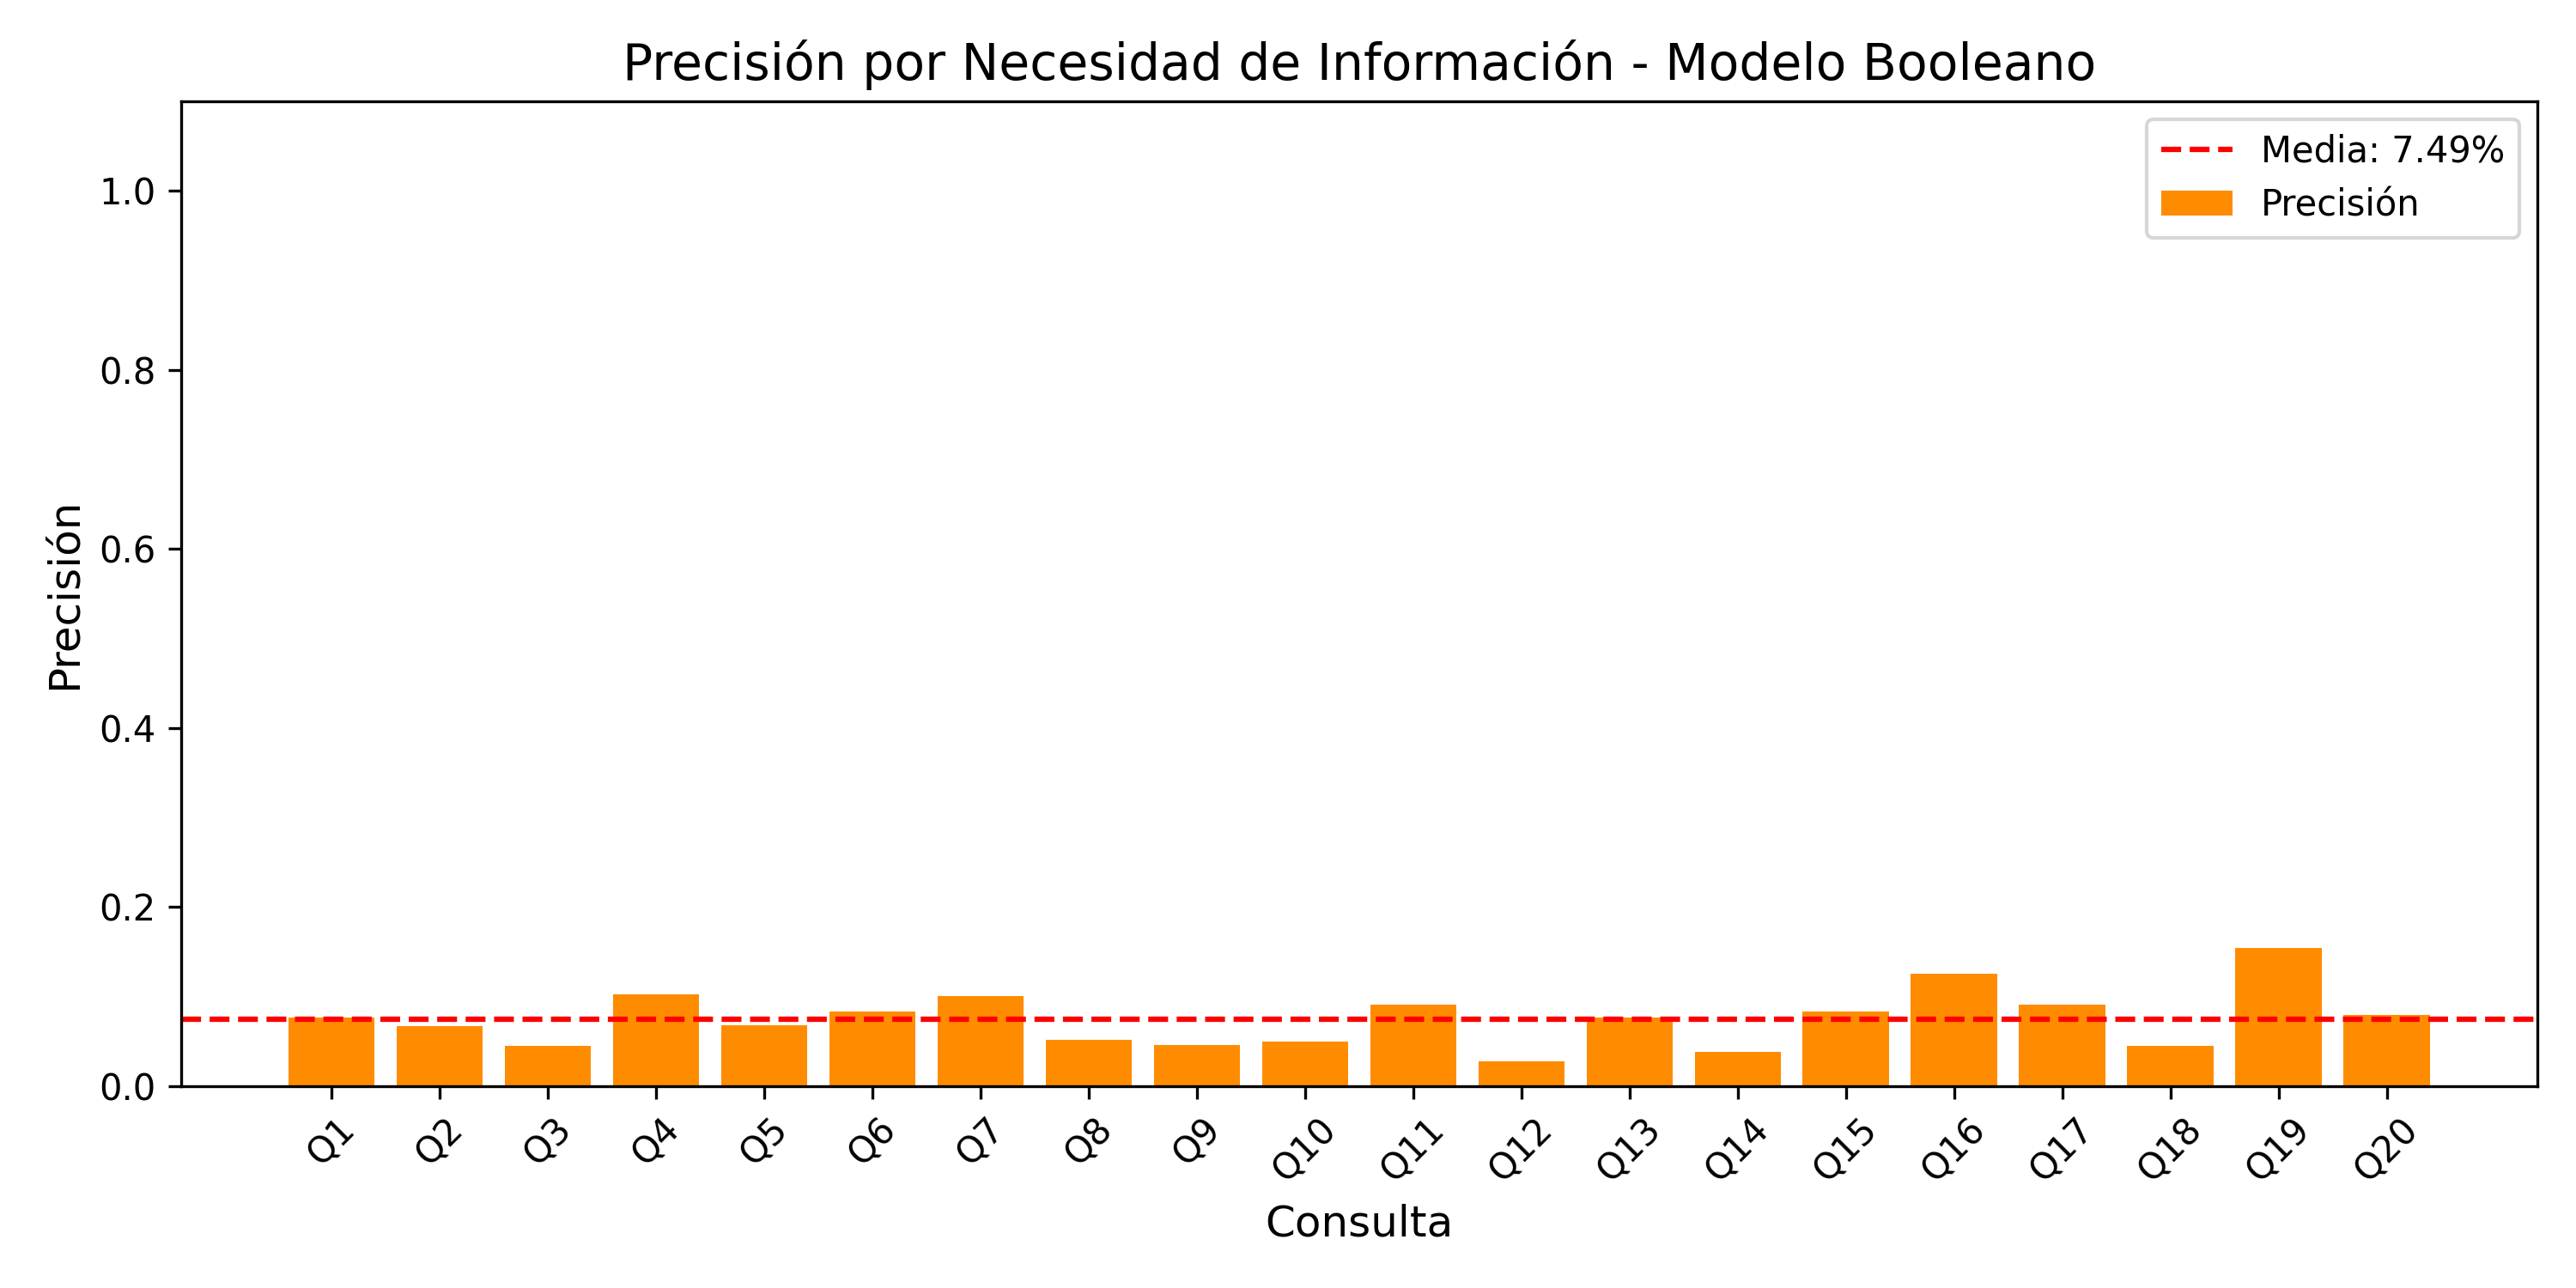 Precisión por Necesidad de Información - Modelo Booleano
Media: 7.49%
Precisión
Precisión
1.0
0.8
0.6
0.4
0.2
0.0
Q1 Q2 Q3 Q4 Q5 Q6 Q7 Q8 Q9 Q10 Q11 Q12 Q13 Q14 Q15 Q16 Q17 Q18 Q19 Q20
Consulta